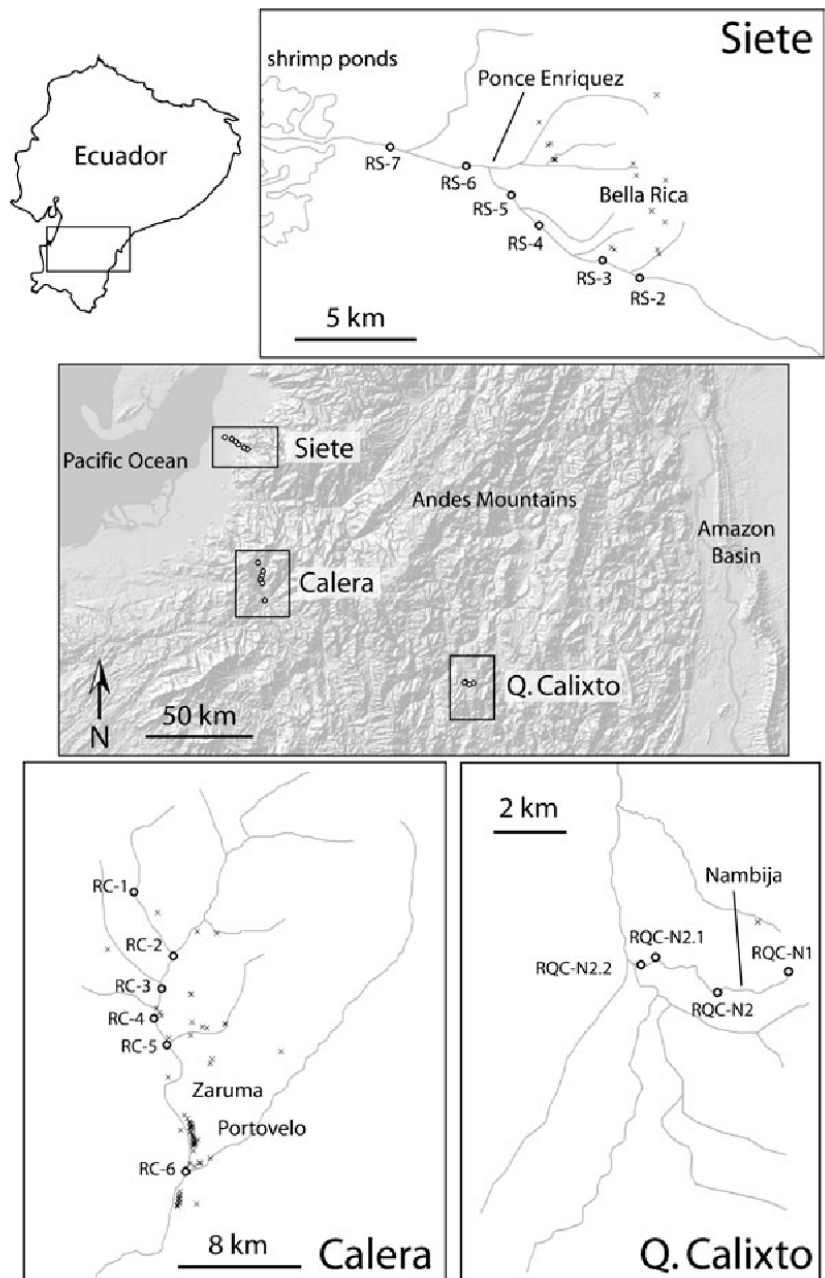 Ecuador
Siete
shrimp ponds
Ponce Enriquez
RS-7
RS-6
RS-5
Bella Rica
RS-4
RS-3
RS-2
5 km
Pacific Ocean
Siete
Andes Mountains
Amazon
Basin
Calera
Q. Calixto
N
50 km
RC-1
RC-2
RC-3
RC-4
RC-5
Zaruma
Portovelo
RC-6
8 km
Calera
2 km
Nambija
RQC-N2.1
RQC-N1
RQC-N2.2
RQC-N2
Q. Calixto